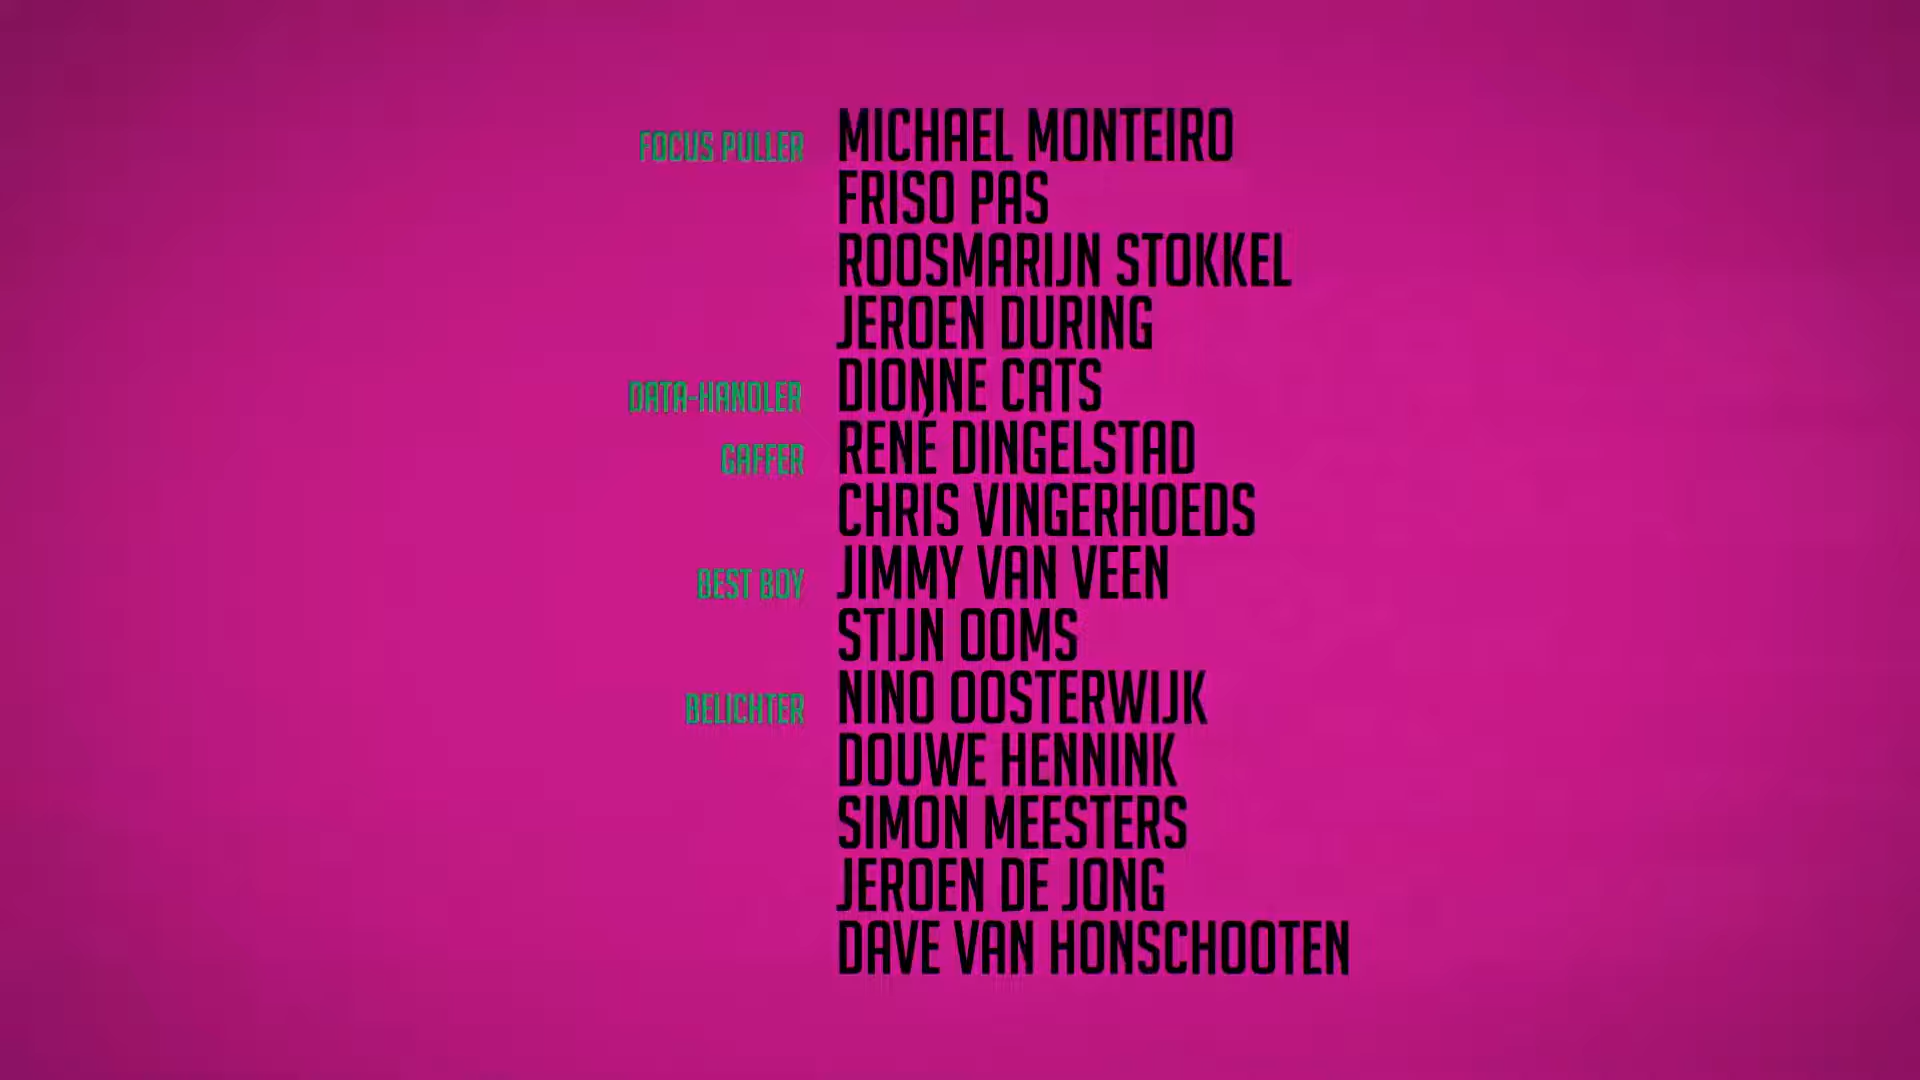 FOCUS PULLER MICHAEL MONTEIRO
FRISO PAS
ROOSMARIJN STOKKEL
JEROEN DURING
DATA-HANDLER DIONNE CATS
GAFFER RENÉ DINGELSTAD
CHRIS VINGERHOEDS
BEST BOY JIMMY VAN VEEN
STIJN OOMS
BELICHTER NINO OOSTERWIJK
DOUWE HENNINK
SIMON MEESTERS
JEROEN DE JONG
DAVE VAN HONSCHOOTEN